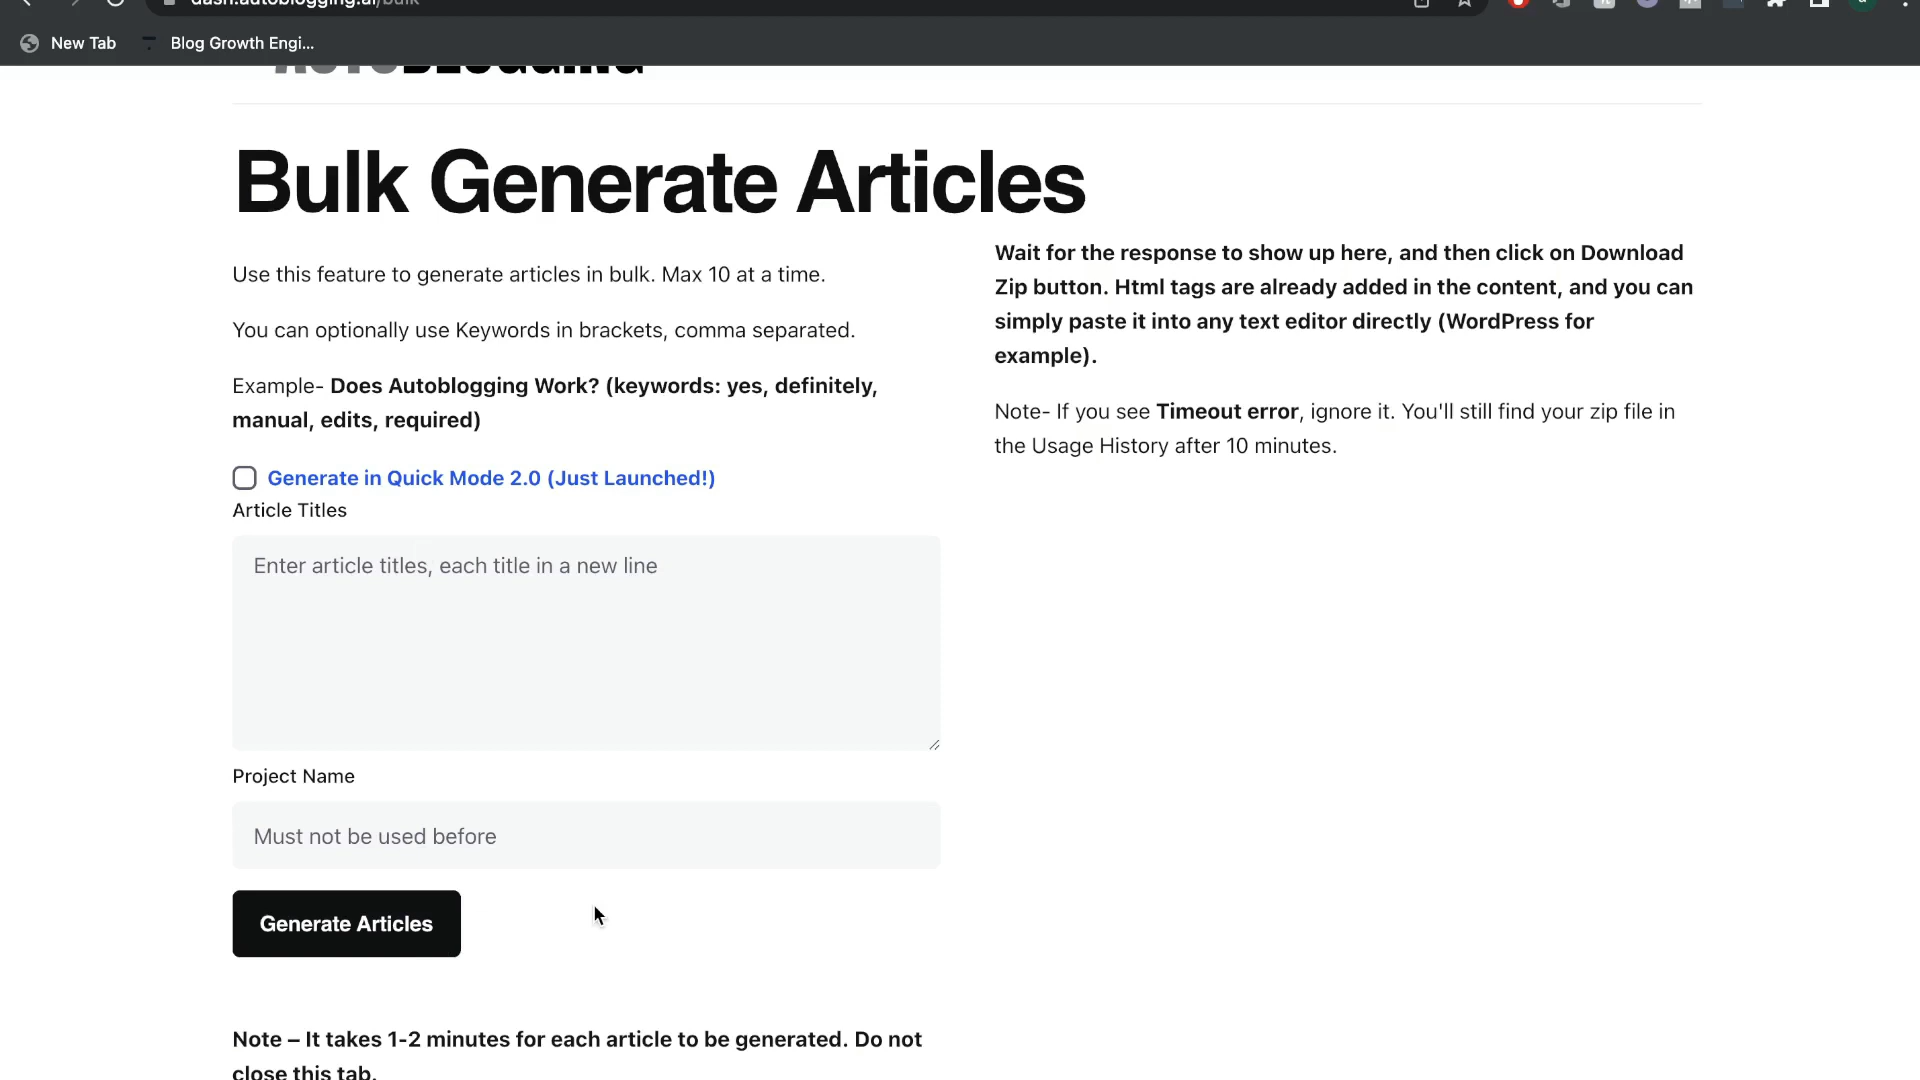 dash.autoblogging.ai/bulk
New Tab
Blog Growth Engi...
AUTOBLOGGING
Bulk Generate Articles
Use this feature to generate articles in bulk. Max 10 at a time.
You can optionally use Keywords in brackets, comma separated.
Example- Does Autoblogging Work? (keywords: yes, definitely,
manual, edits, required)
Generate in Quick Mode 2.0 (Just Launched!)
Article Titles
Enter article titles, each title in a new line
Project Name
Must not be used before
Generate Articles
Note – It takes 1-2 minutes for each article to be generated. Do not
close this tab.
Wait for the response to show up here, and then click on Download
Zip button. Html tags are already added in the content, and you can
simply paste it into any text editor directly (WordPress for
example).
Note- If you see Timeout error, ignore it. You'll still find your zip file in
the Usage History after 10 minutes.